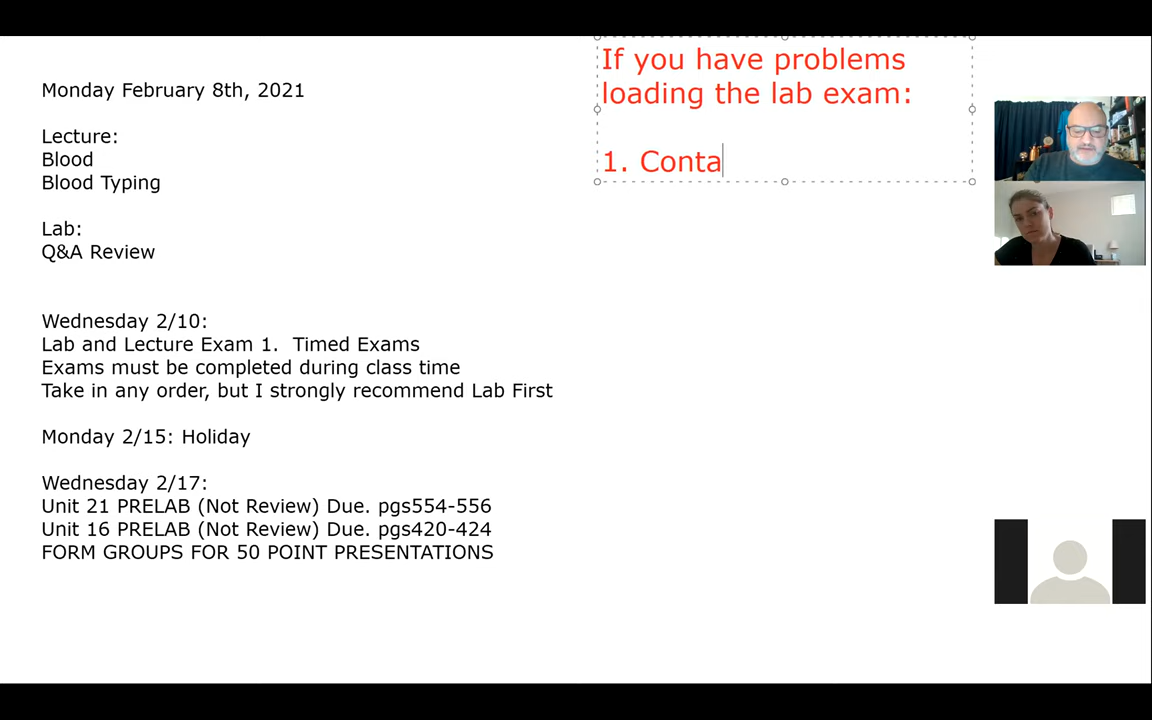 Monday February 8th, 2021
Lecture:
Blood
Blood Typing
Lab:
Q&A Review
Wednesday 2/10:
Lab and Lecture Exam 1.  Timed Exams
Exams must be completed during class time
Take in any order, but I strongly recommend Lab First
Monday 2/15: Holiday
Wednesday 2/17:
Unit 21 PRELAB (Not Review) Due. pgs554-556
Unit 16 PRELAB (Not Review) Due. pgs420-424
FORM GROUPS FOR 50 POINT PRESENTATIONS
If you have problems
loading the lab exam:
1. Conta